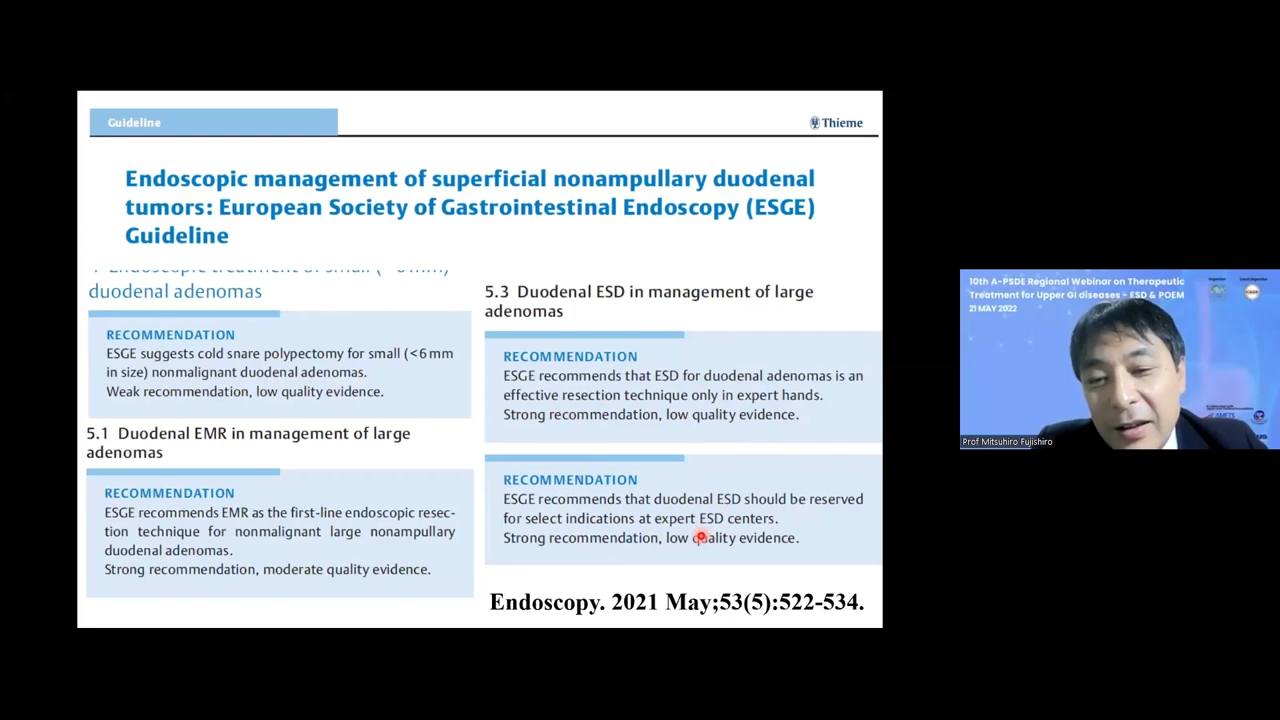 Guideline
Thieme
Endoscopic management of superficial nonampullary duodenal
tumors: European Society of Gastrointestinal Endoscopy (ESGE)
Guideline
duodenal adenomas
RECOMMENDATION
ESGE suggests cold snare polypectomy for small (<6 mm
in size) nonmalignant duodenal adenomas.
Weak recommendation, low quality evidence.
5.1 Duodenal EMR in management of large
adenomas
RECOMMENDATION
ESGE recommends EMR as the first-line endoscopic resec-
tion technique for nonmalignant large nonampullary
duodenal adenomas.
Strong recommendation, moderate quality evidence.
5.3 Duodenal ESD in management of large
adenomas
RECOMMENDATION
ESGE recommends that ESD for duodenal adenomas is an
effective resection technique only in expert hands.
Strong recommendation, low quality evidence.
RECOMMENDATION
ESGE recommends that duodenal ESD should be reserved
for select indications at expert ESD centers.
Strong recommendation, low quality evidence.
Endoscopy. 2021 May;53(5):522-534.
10th A-PSDE Regional Webinar on Therapeutic
Treatment for Upper GI diseases - ESD & POEM
21 MAY 2022
Prof Mitsuhiro Fujishiro